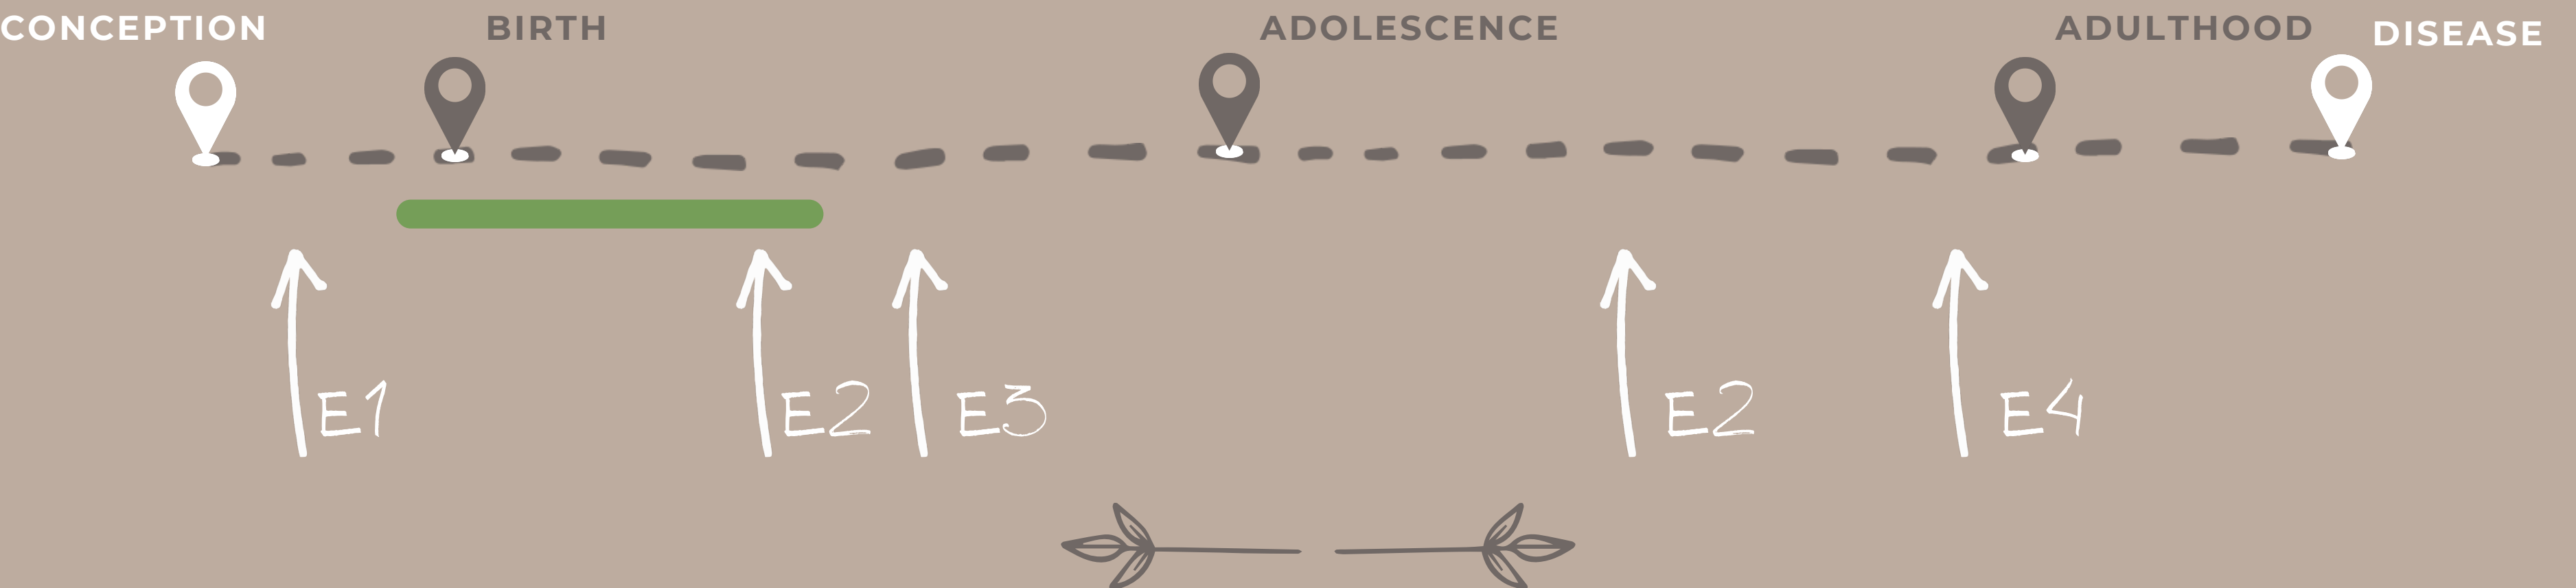 CONCEPTION
BIRTH
ADOLESCENCE
ADULTHOOD
DISEASE
E1
E2
E3
E2
E4